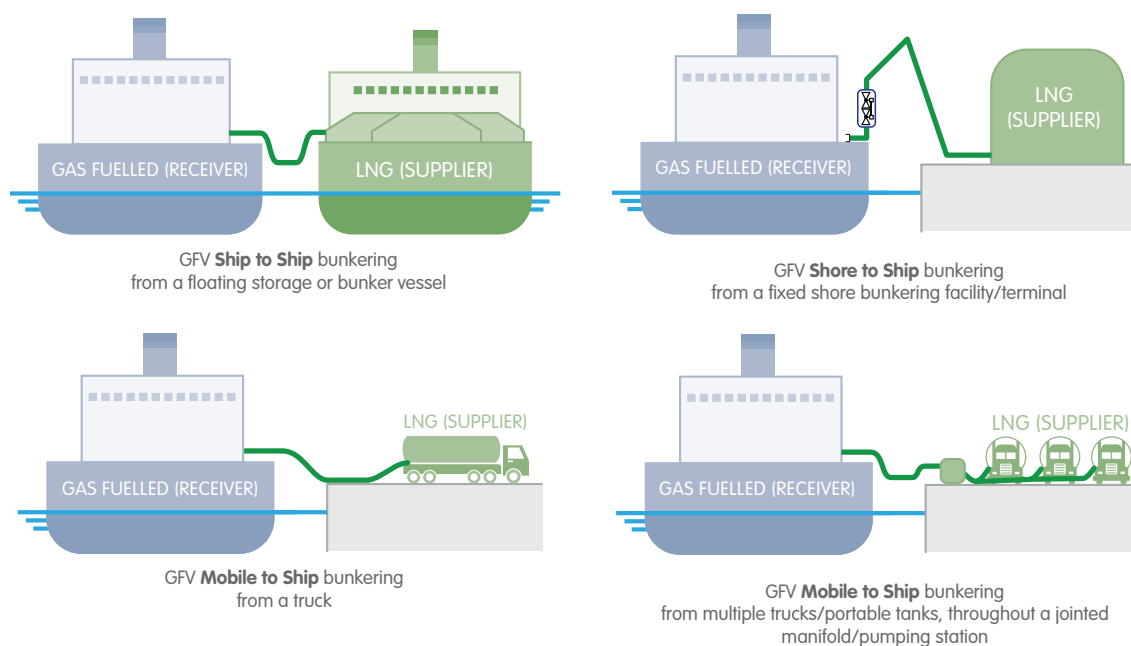 GAS FUELLED (RECEIVER)
LNG (SUPPLIER)
GFV Ship to Ship bunkering
from a floating storage or bunker vessel
GAS FUELLED (RECEIVER)
LNG
(SUPPLIER)
GFV Shore to Ship bunkering
from a fixed shore bunkering facility/terminal
GAS FUELLED (RECEIVER)
LNG (SUPPLIER)
GFV Mobile to Ship bunkering
from a truck
GAS FUELLED (RECEIVER)
LNG (SUPPLIER)
GFV Mobile to Ship bunkering
from multiple trucks/portable tanks, throughout a jointed
manifold/pumping station